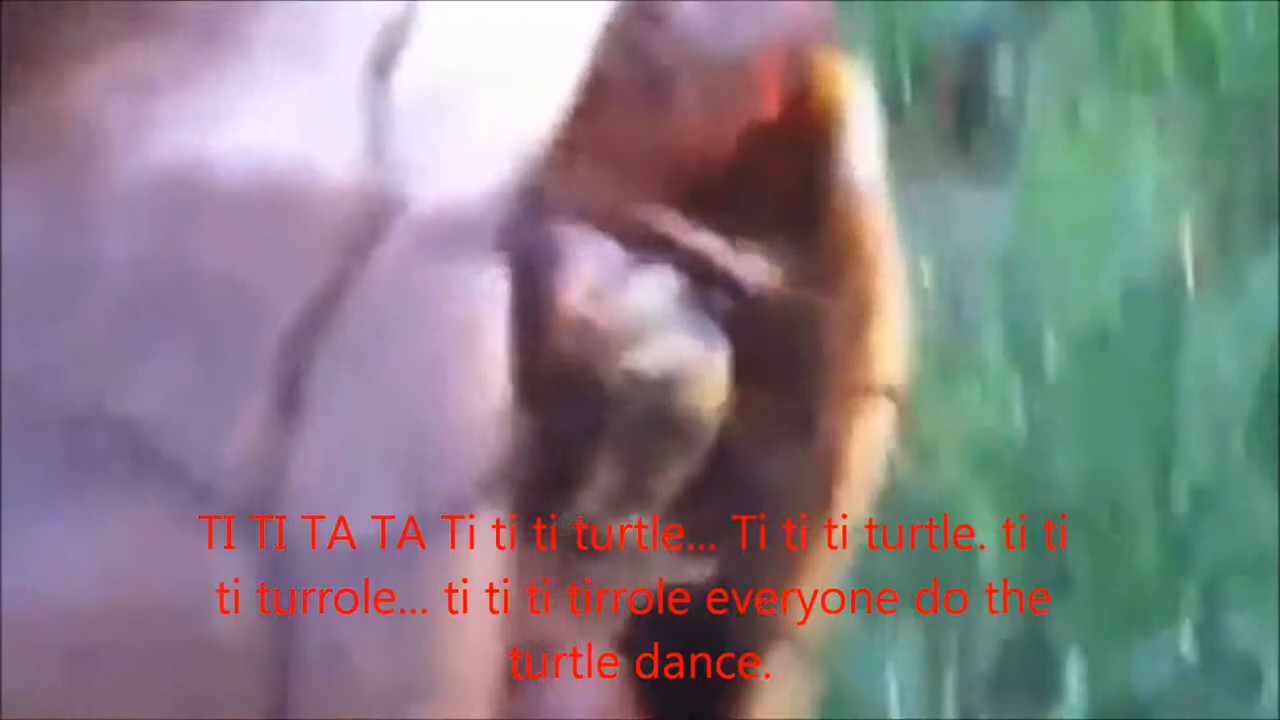 TI TI TA TA Ti ti ti turtle... Ti ti ti turtle. ti ti
ti turrole... ti ti ti tirrole everyone do the
turtle dance.